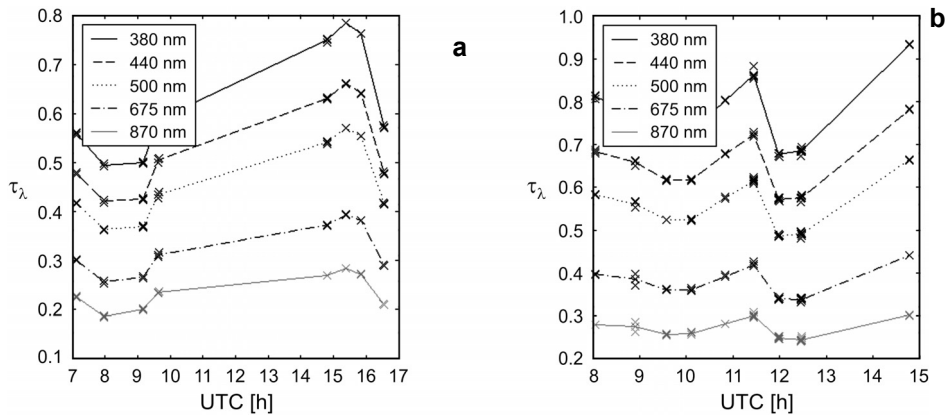 a
0.8
0.7
0.6
0.5
0.4
0.3
0.2
0.1
τλ
380 nm
440 nm
500 nm
675 nm
870 nm
7 8 9 10 11 12 13 14 15 16 17
UTC [h]
b
1.0
0.9
0.8
0.7
0.6
0.5
0.4
0.3
0.2
τλ
380 nm
440 nm
500 nm
675 nm
870 nm
8 9 10 11 12 13 14 15
UTC [h]